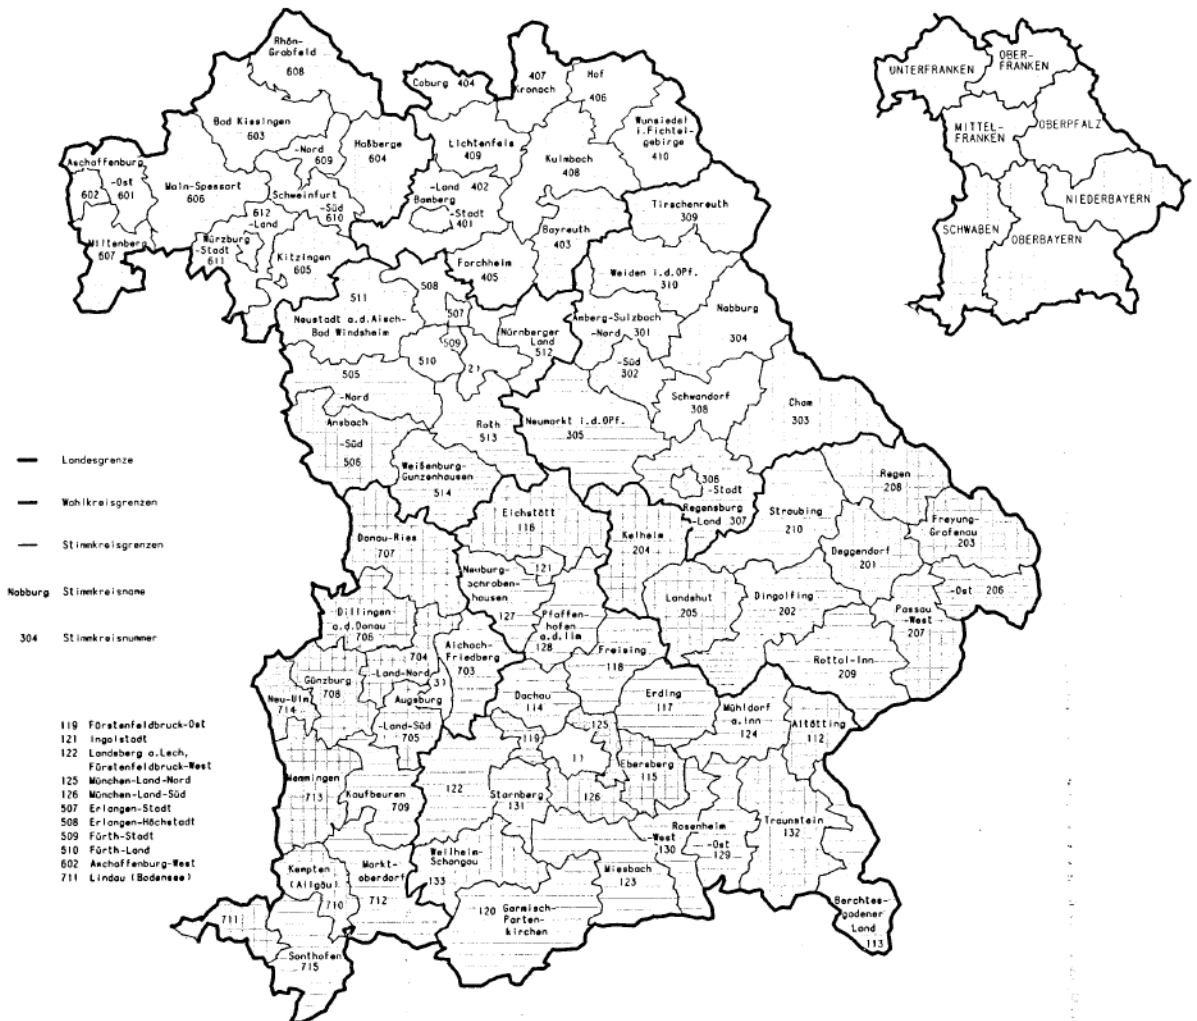 Rhön-
Grabfeld
608
Coburg 404
407
Kronach
Hof
406
Bad Kissingen
603
-Nord
609
Haßberge
604
Lichtenfels
409
Kulmbach
408
Wunsiedel
i.Fichtel-
gebirge
410
Aschaffenburg
602
-Ost
601
Main-Spessart
606
Schweinfurt
-Süd
610
-Land 402
Bamberg
-Stadt
401
Tirschenreuth
309
Miltenberg
607
612
-Land
Würzburg
-Stadt
611
Kitzingen
605
Bayreuth
403
Forchheim
405
Weiden i.d.OPf.
310
511
Neustadt a.d.Aisch-
Bad Windsheim
508
507
509
510
2)
Nürnberger
Land
512
Amberg-Sulzbach
-Nord
301
-Süd
302
Nabburg
304
505
-Nord
Ansbach
-Süd
506
Roth
513
Neumarkt i.d.OPf.
305
Schwandorf
308
Cham
303
Weißenburg-
Gunzenhausen
514
306
-Stadt
Regensburg
-Land 307
Regen
208
Straubing
210
Freyung-
Grafenau
203
Eichstätt
116
Kelheim
204
Deggendorf
201
Donau-Ries
707
Neuburg-
Schroben-
hausen
127
121
Landshut
205
Dingolfing
202
Passau
-West
207
-Ost 206
Dillingen
a.d.Donau
706
Pfaffen-
hofen
a.d.Ilm
128
Freising
118
Rottal-Inn
209
Aichach-
Friedberg
703
704
-Land-Nord
3)
Augsburg
-Land-Süd
705
Günzburg
708
Neu-Ulm
714
Dachau
114
Erding
117
Mühldorf
a.Inn
124
Altötting
112
119
125
1)
126
Ebersberg
115
Memmingen
713
Kaufbeuren
709
122
Starnberg
131
Rosenheim
-West
130
-Ost
129
Traunstein
132
Weilheim-
Schongau
133
Miesbach
123
Kempten
(Allgäu)
710
Markt-
oberdorf
712
120 Garmisch-
Parten-
kirchen
Berchtes-
gadener
Land
113
711
Sonthofen
715
UNTERFRANKEN
OBER-
FRANKEN
MITTEL-
FRANKEN
OBERPFALZ
NIEDERBAYERN
SCHWABEN
OBERBAYERN
Landesgrenze
Wahlkreisgrenzen
Stimmkreisgrenzen
Nabburg Stimmkreisname
304 Stimmkreisnummer
119 Fürstenfeldbruck-Ost
121 Ingolstadt
122 Landsberg a.Lech,
Fürstenfeldbruck-West
125 München-Land-Nord
126 München-Land-Süd
507 Erlangen-Stadt
508 Erlangen-Höchstadt
509 Fürth-Stadt
510 Fürth-Land
602 Aschaffenburg-West
711 Lindau (Bodensee)